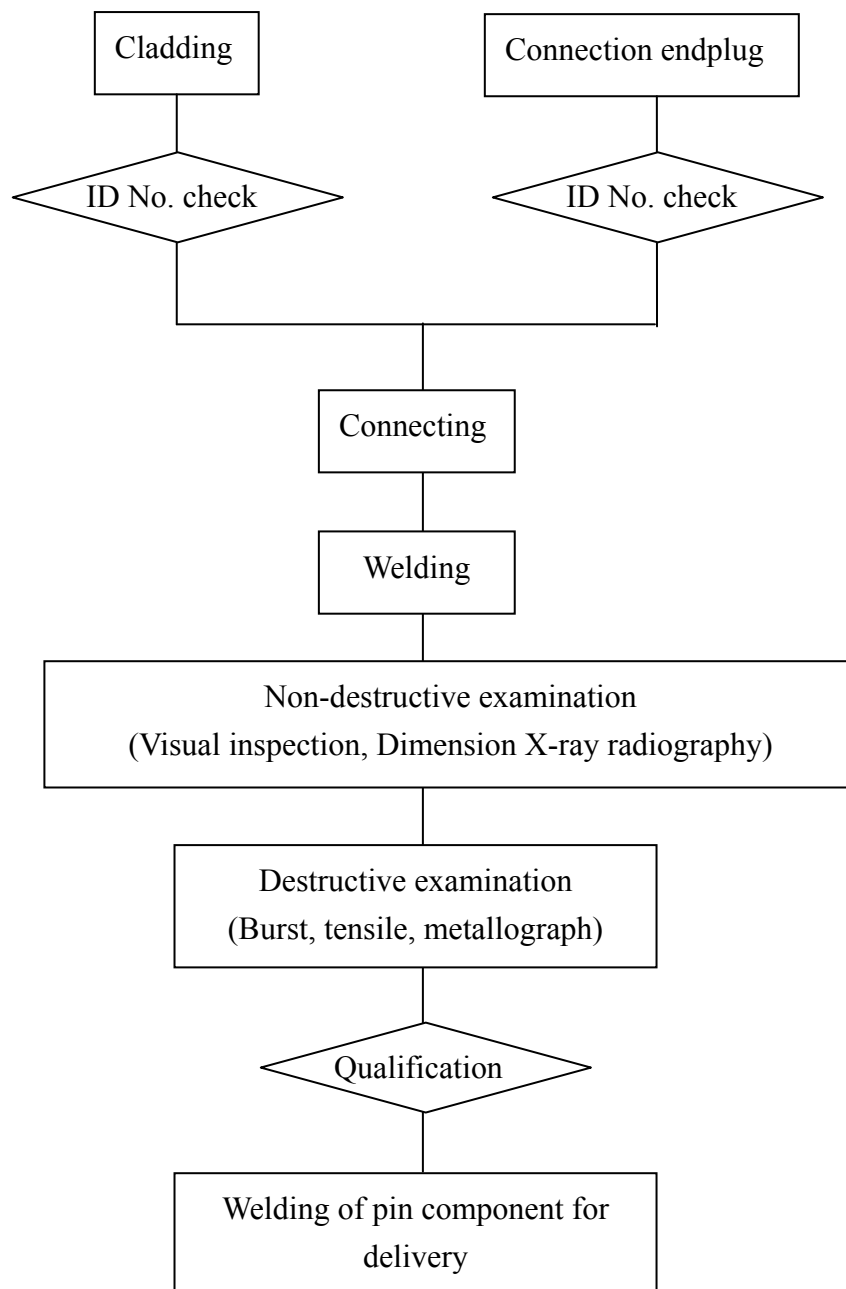 Cladding
Connection endplug
ID No. check
ID No. check
Connecting
Welding
Non-destructive examination
(Visual inspection, Dimension X-ray radiography)
Destructive examination
(Burst, tensile, metallograph)
Qualification
Welding of pin component for
delivery